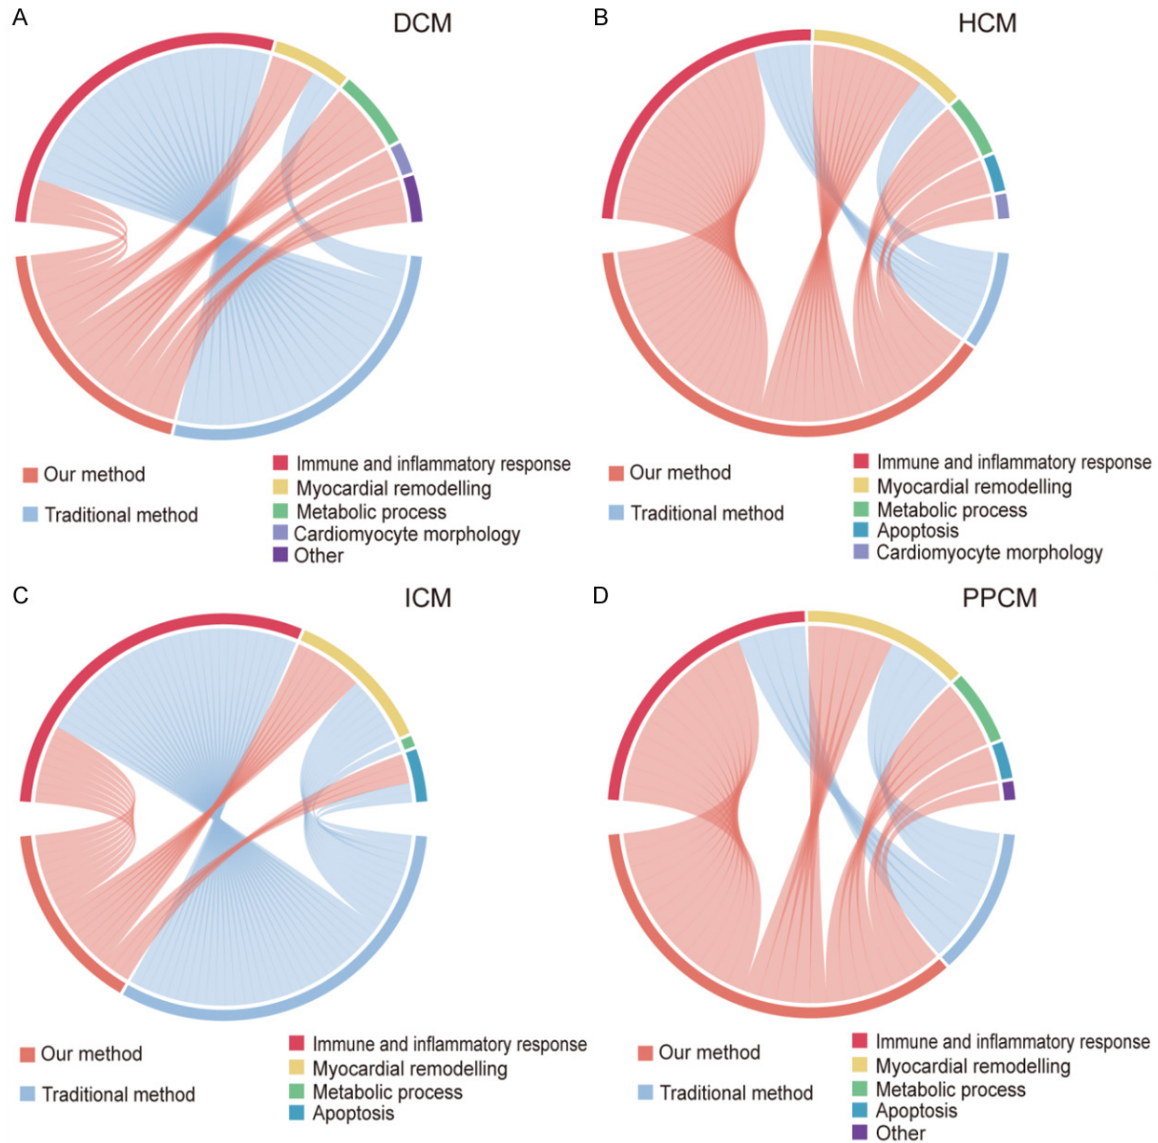 A
DCM
Our method
Traditional method
Immune and inflammatory response
Myocardial remodelling
Metabolic process
Cardiomyocyte morphology
Other
B
HCM
Our method
Traditional method
Immune and inflammatory response
Myocardial remodelling
Metabolic process
Apoptosis
Cardiomyocyte morphology
C
ICM
Our method
Traditional method
Immune and inflammatory response
Myocardial remodelling
Metabolic process
Apoptosis
D
PPCM
Our method
Traditional method
Immune and inflammatory response
Myocardial remodelling
Metabolic process
Apoptosis
Other